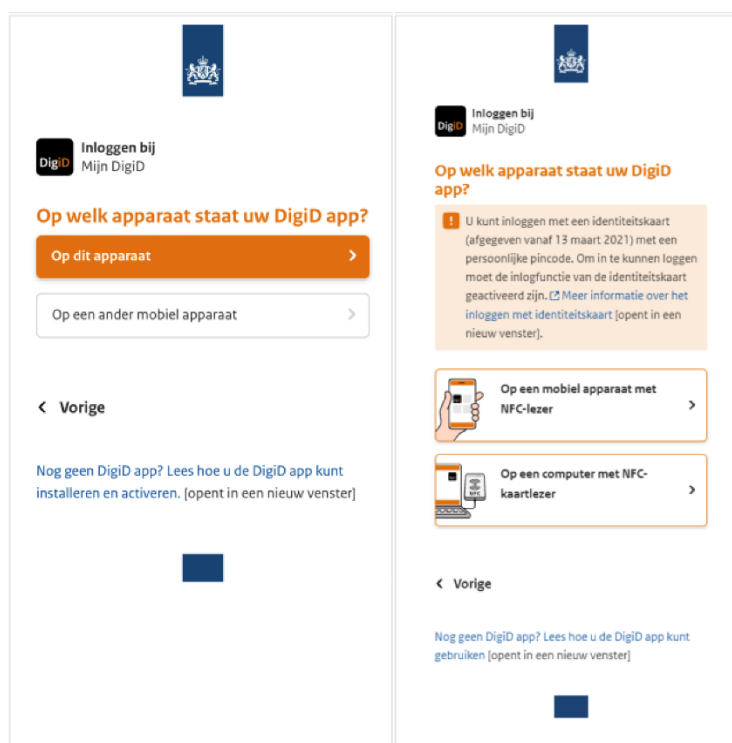 DigiD
Inloggen bij
Mijn DigiD
Op welk apparaat staat uw DigiD app?
Op dit apparaat
Op een ander mobiel apparaat
Vorige
Nog geen DigiD app? Lees hoe u de DigiD app kunt
installeren en activeren. [opent in een nieuw venster]
DigiD
Inloggen bij
Mijn DigiD
Op welk apparaat staat uw DigiD
app?
! U kunt inloggen met een identiteitskaart
(afgegeven vanaf 13 maart 2021) met een
persoonlijke pincode. Om in te kunnen loggen
moet de inlogfunctie van de identiteitskaart
geactiveerd zijn. Meer informatie over het
inloggen met identiteitskaart [opent in een
nieuw venster].
Op een mobiel apparaat met
NFC-lezer
NFC
Op een computer met NFC-
kaartlezer
Vorige
Nog geen DigiD app? Lees hoe u de DigiD app kunt
gebruiken [opent in een nieuw venster]